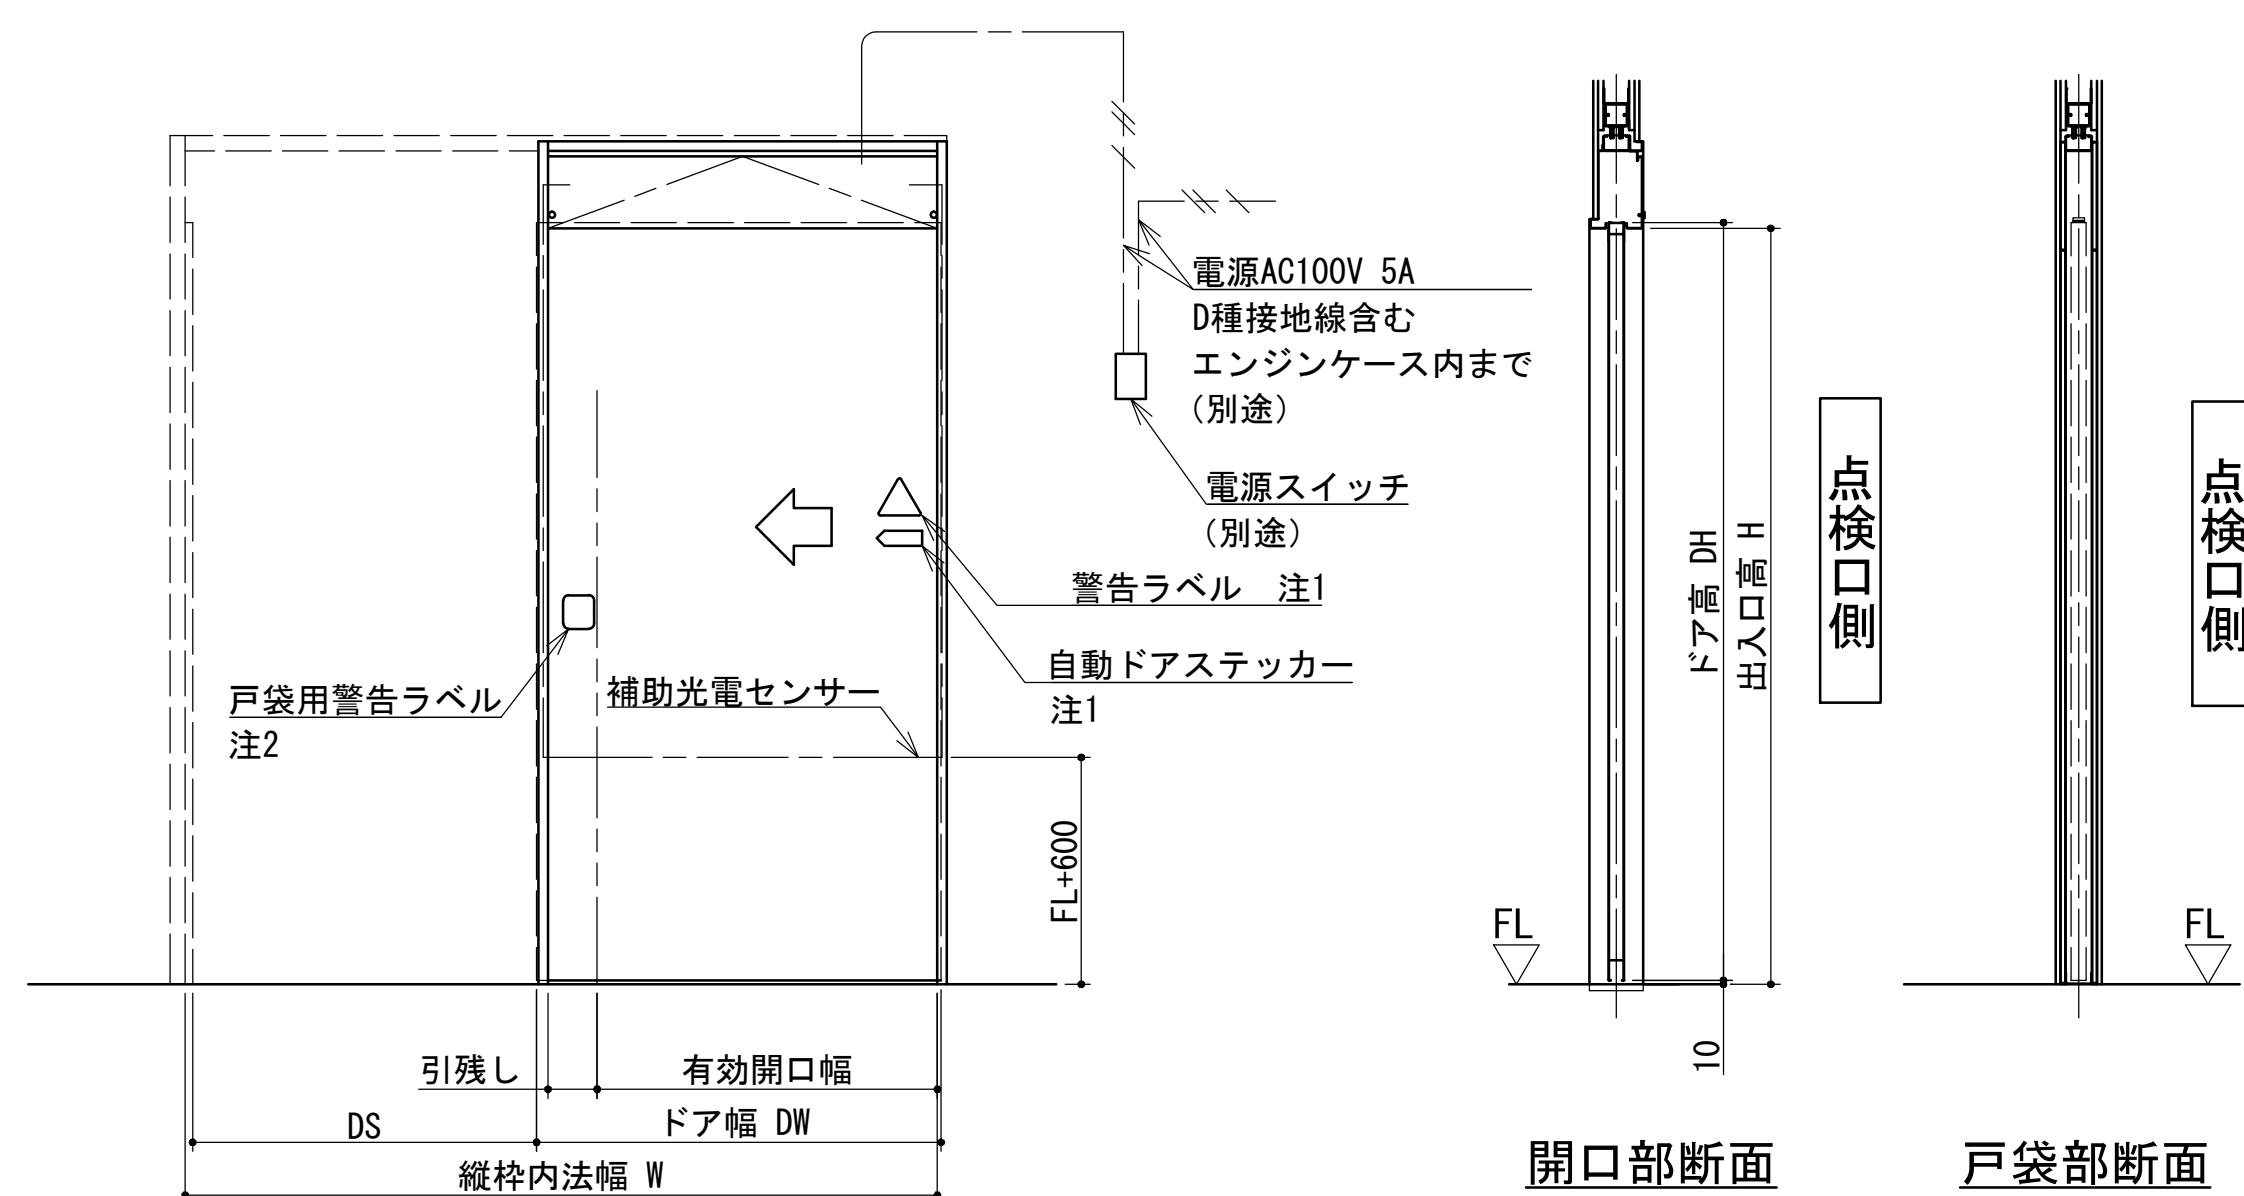 電源AC100V 5A
D種接地線含む
エンジンケース内まで
(別途)
電源スイッチ
(別途)
警告ラベル 注1
自動ドアステッカー
注1
戸袋用警告ラベル
注2
補助光電センサー
FL+600
引残し
有効開口幅
DS
ドア幅 DW
縦枠内法幅 W
ドア高 DH
出入口高 H
10
FL
点検口側
開口部断面
FL
点検口側
戸袋部断面